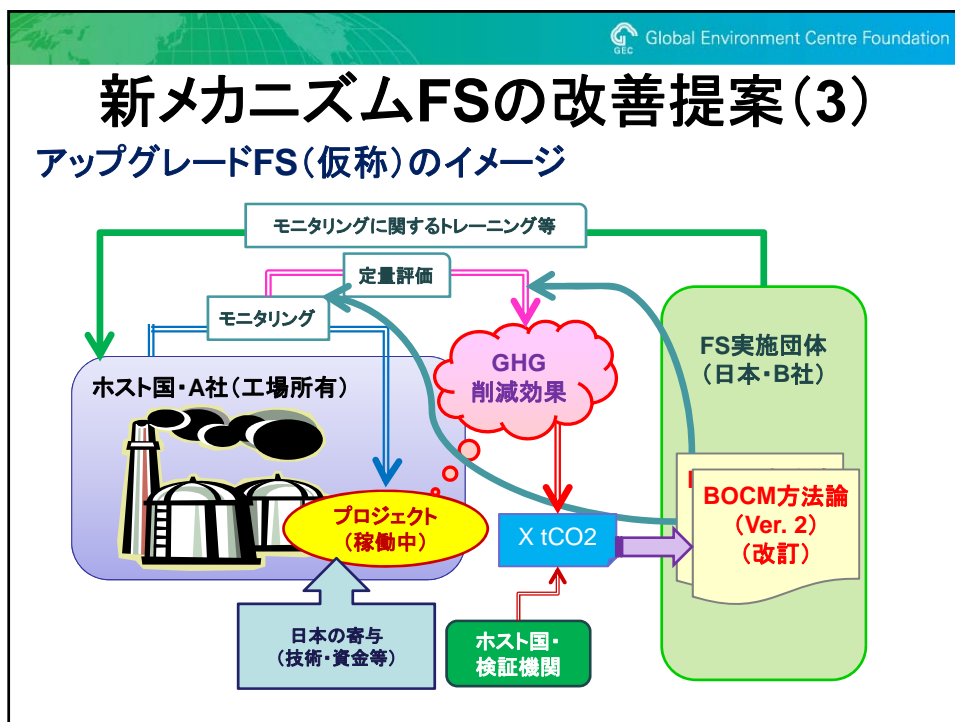 GEC
Global Environment Centre Foundation
新メカニズムFSの改善提案(3)
アップグレードFS(仮称)のイメージ
モニタリングに関するトレーニング等
定量評価
モニタリング
FS実施団体
(日本・B社)
GHG
削減効果
ホスト国・A社(工場所有)
BOCM方法論
(Ver. 2)
(改訂)
プロジェクト
(稼働中)
X tCO2
日本の寄与
(技術・資金等)
ホスト国・
検証機関